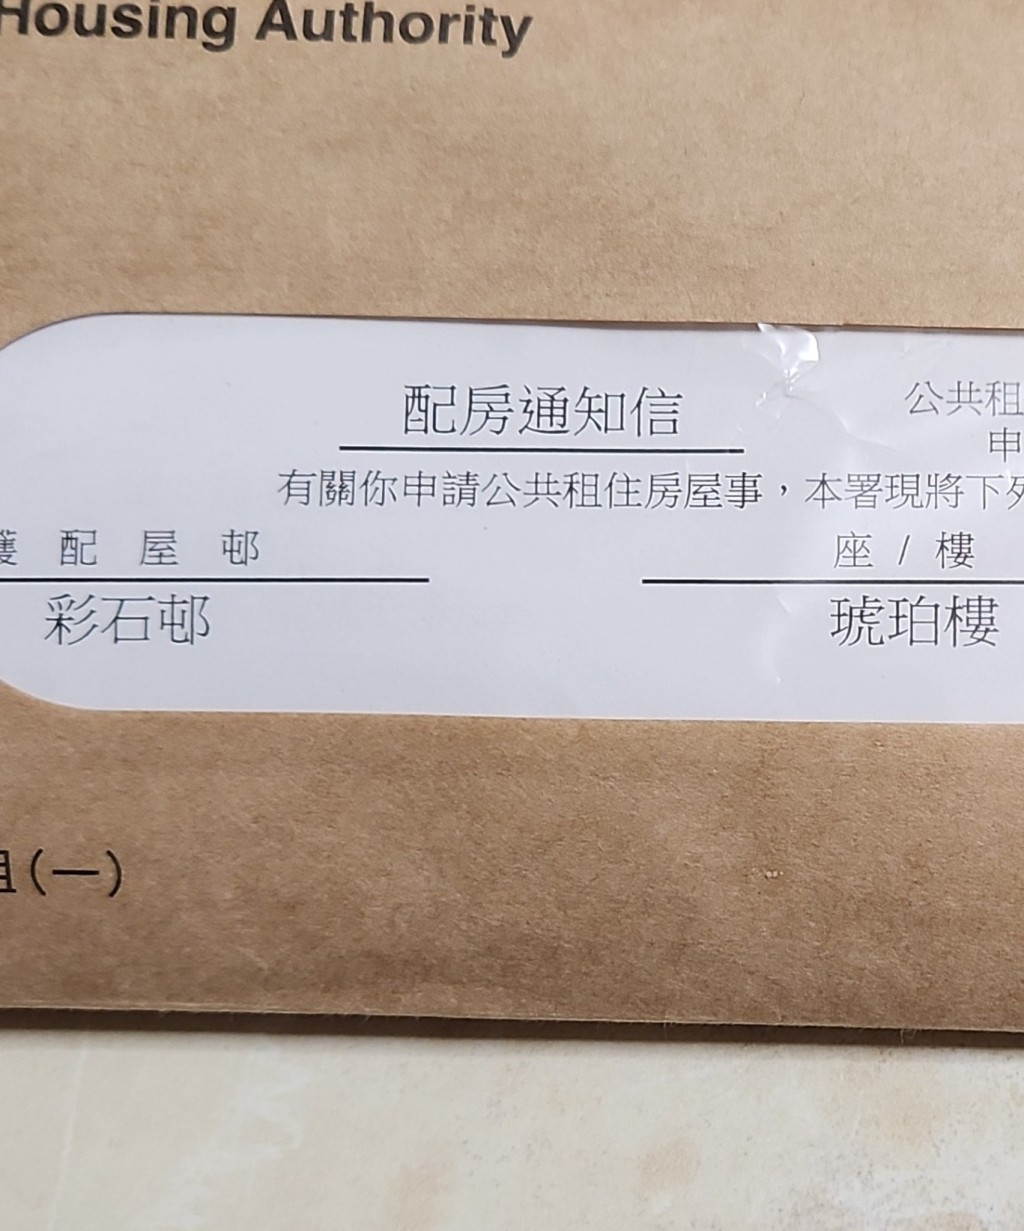 Housing Authority
配房通知信
公共租
申
有關你申請公共租住房屋事，本署現將下列
獲配屋邨
座 / 樓
彩石邨
琥珀樓
組(一)